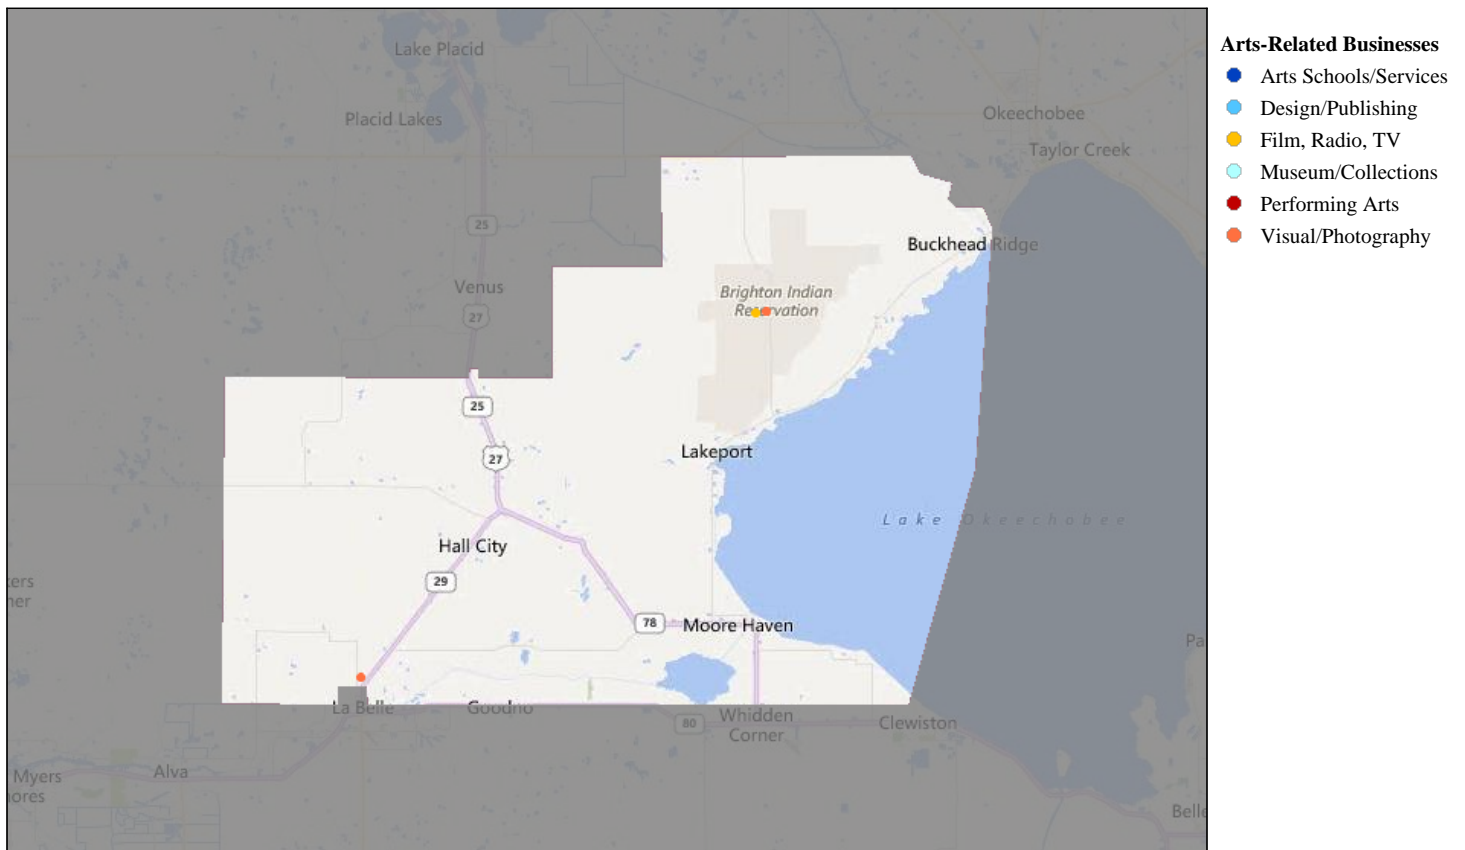 Lake Placid
Placid Lakes
Okeechobee
Taylor Creek
25
Buckhead Ridge
Venus
27
Brighton Indian
Reservation
25
27
Lakeport
Lake Okeechobee
Hall City
29
78
Moore Haven
La Belle
Goodno
80
Whidden
Corner
Clewiston
Alva
Myers
Belle
Arts-Related Businesses
Arts Schools/Services
Design/Publishing
Film, Radio, TV
Museum/Collections
Performing Arts
Visual/Photography